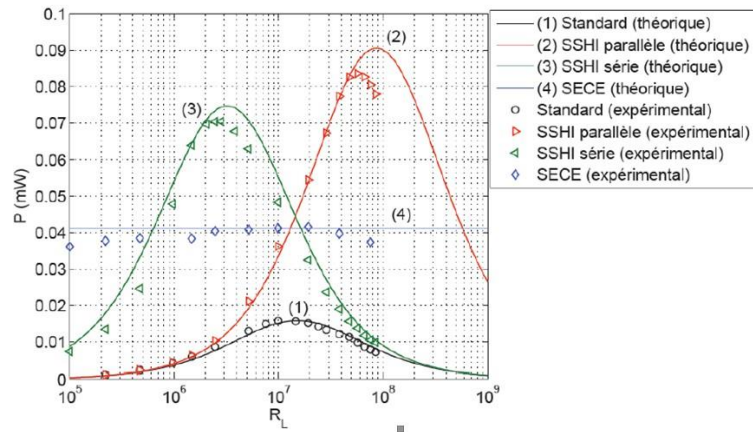 0.1
0.09
0.08
0.07
0.06
0.05
0.04
0.03
0.02
0.01
0
P (mW)
(1)
(2)
(3)
(4)
10^5
10^6
10^7
10^8
10^9
R_L
(1) Standard (théorique)
(2) SSHI parallèle (théorique)
(3) SSHI série (théorique)
(4) SECE (théorique)
Standard (expérimental)
SSHI parallèle (expérimental)
SSHI série (expérimental)
SECE (expérimental)